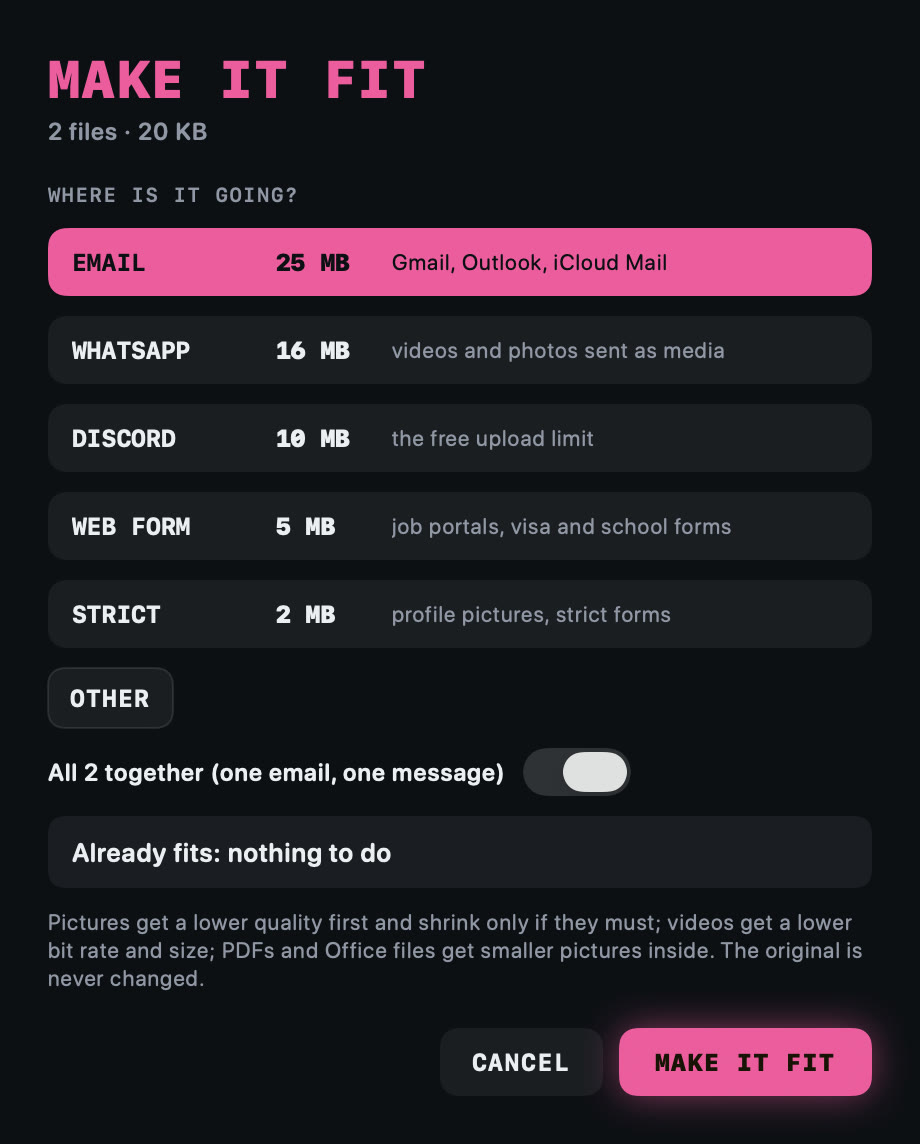 MAKE IT FIT
2 files · 20 KB
WHERE IS IT GOING?
EMAIL 25 MB Gmail, Outlook, iCloud Mail
WHATSAPP 16 MB videos and photos sent as media
DISCORD 10 MB the free upload limit
WEB FORM 5 MB job portals, visa and school forms
STRICT 2 MB profile pictures, strict forms
OTHER
All 2 together (one email, one message)
Already fits: nothing to do
Pictures get a lower quality first and shrink only if they must; videos get a lower
bit rate and size; PDFs and Office files get smaller pictures inside. The original is
never changed.
CANCEL MAKE IT FIT